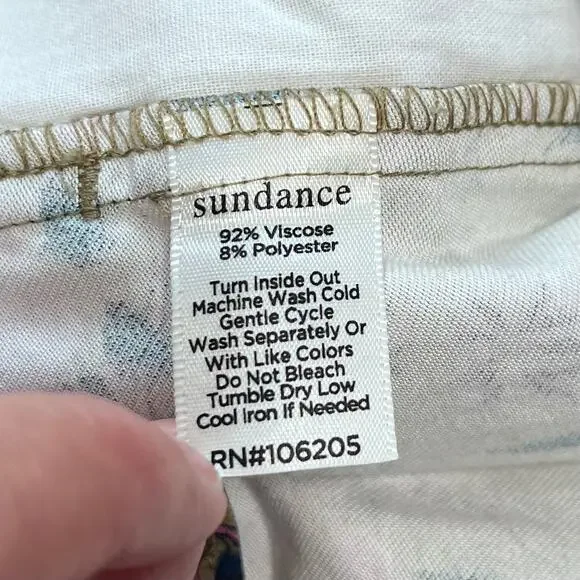 sundance
92% Viscose
8% Polyester
Turn Inside Out
Machine Wash Cold
Gentle Cycle
Wash Separately Or
With Like Colors
Do Not Bleach
Tumble Dry Low
Cool Iron If Needed
RN#106205